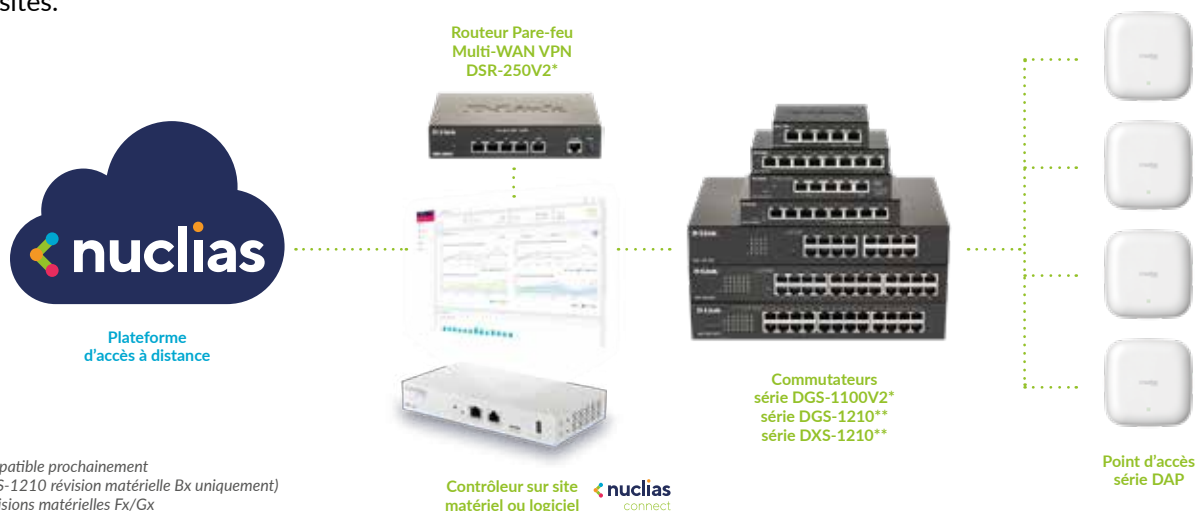 sites.
Routeur Pare-feu
Multi-WAN VPN
DSR-250V2*
nuclias
Plateforme
d'accès à distance
Commutateurs
série DGS-1100V2*
série DGS-1210**
série DXS-1210**
Point d'accès
série DAP
Contrôleur sur site
matériel ou logiciel
nuclias
connect
patible prochainement
S-1210 révision matérielle Bx uniquement)
isions matérielles Fx/Gx